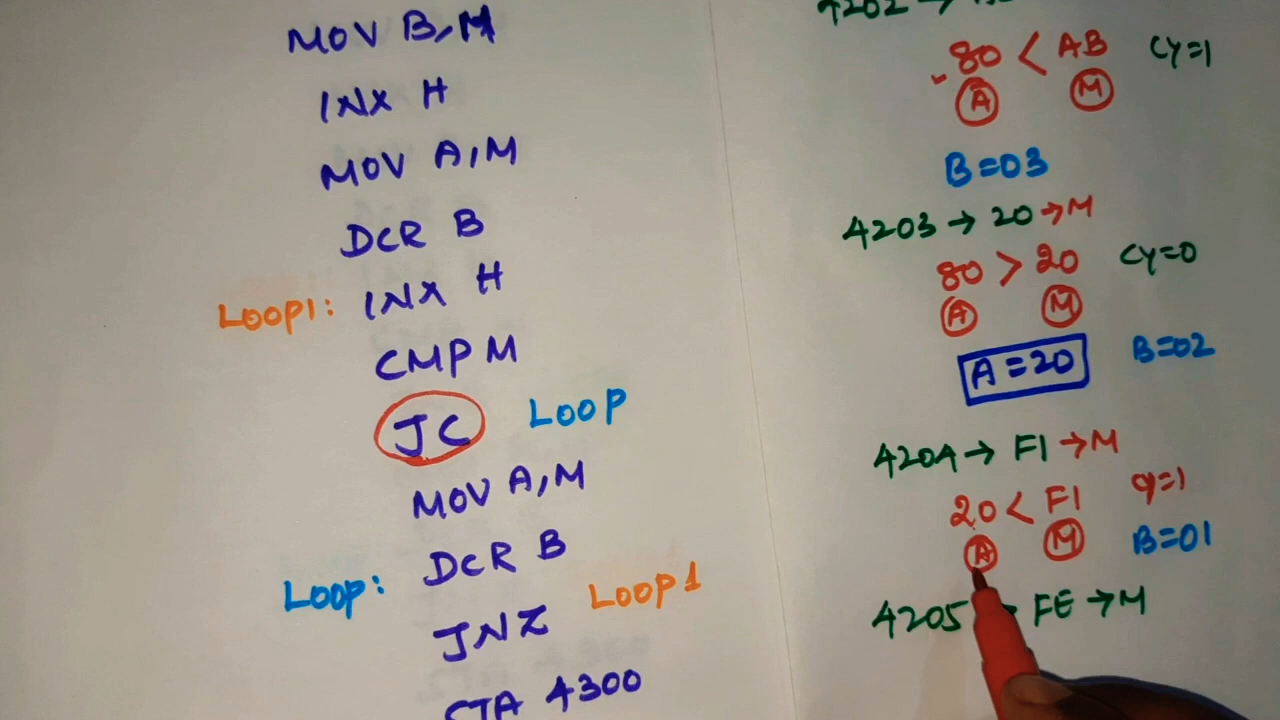 MOV B,M
INX H
MOV A,M
DCR B
LOOP1: INX H
CMP M
JC LOOP
MOV A,M
LOOP: DCR B
JNZ LOOP1
STA 4300
4202 →
80 < AB CY=1
A M
B=03
4203 → 20 → M
80 > 20 CY=0
A M
A=20 B=02
4204 → F1 → M
20 < F1 CY=1
A M B=01
4205 FE → M